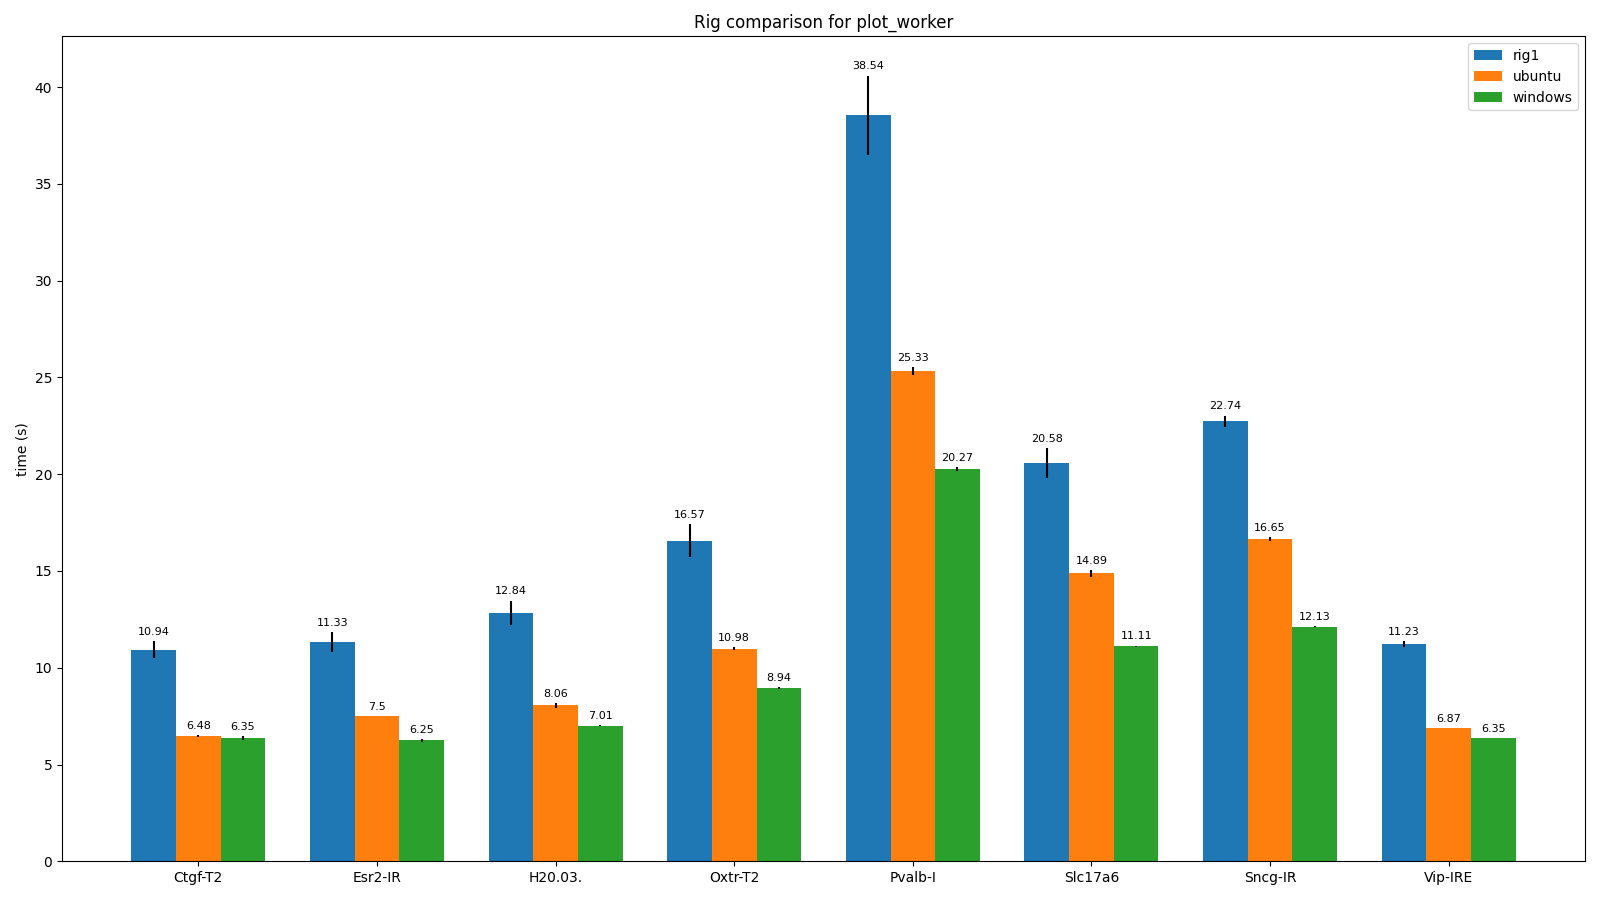 Rig comparison for plot_worker
rig1
ubuntu
windows
time (s)
40
35
30
25
20
15
10
5
0
10.94
6.48
6.35
11.33
7.5
6.25
12.84
8.06
7.01
16.57
10.98
8.94
38.54
25.33
20.27
20.58
14.89
11.11
22.74
16.65
12.13
11.23
6.87
6.35
Ctgf-T2
Esr2-IR
H20.03.
Oxtr-T2
Pvalb-I
Slc17a6
Sncg-IR
Vip-IRE